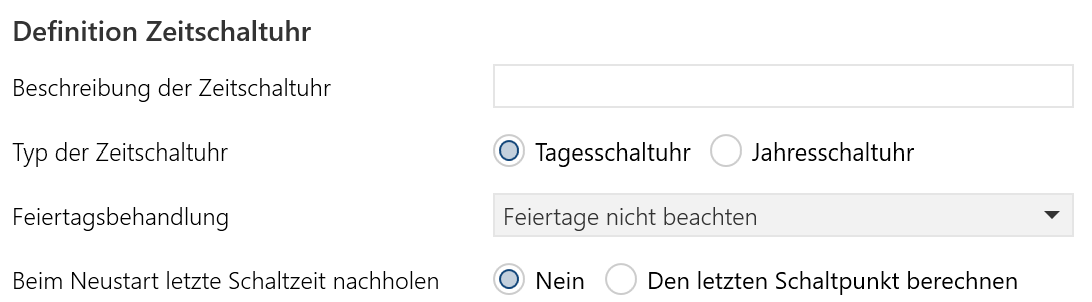 Definition Zeitschaltuhr
Beschreibung der Zeitschaltuhr
Typ der Zeitschaltuhr Tagesschaltuhr Jahresschaltuhr
Feiertagsbehandlung Feiertage nicht beachten
Beim Neustart letzte Schaltzeit nachholen Nein Den letzten Schaltpunkt berechnen